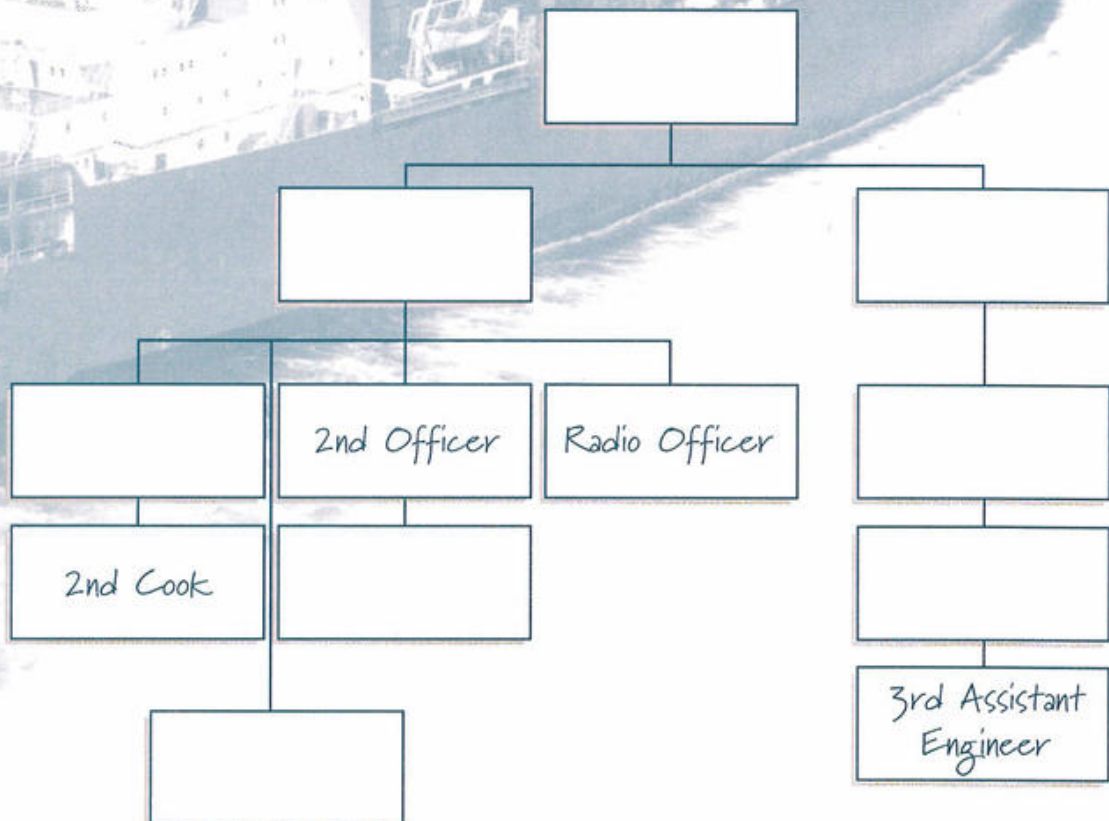 2nd Officer
Radio Officer
2nd Cook
3rd Assistant
Engineer